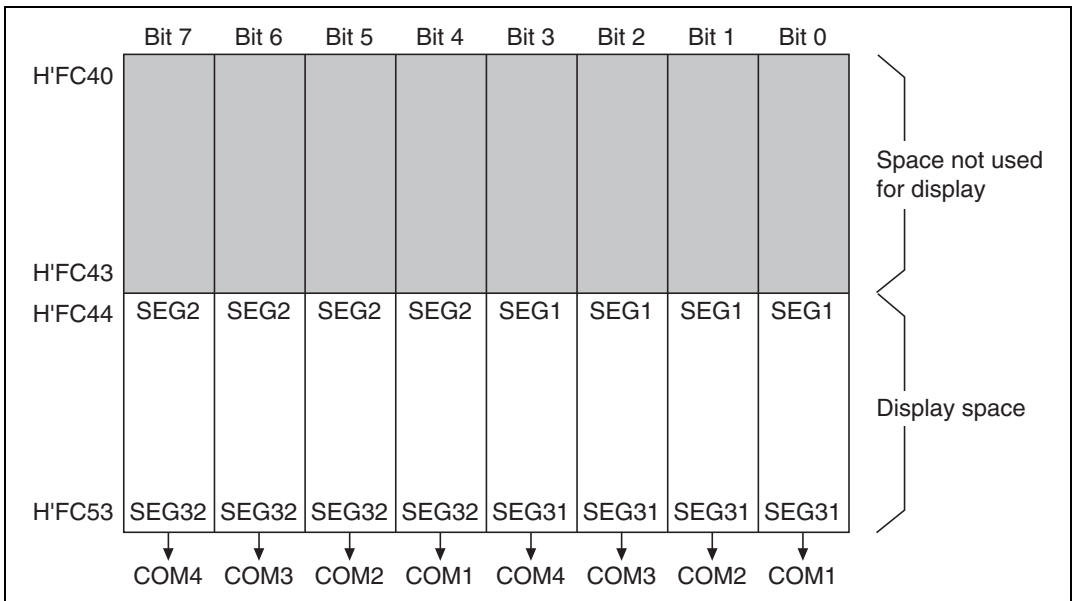 Bit 7 Bit 6 Bit 5 Bit 4 Bit 3 Bit 2 Bit 1 Bit 0
H'FC40
Space not used
for display
H'FC43
H'FC44 SEG2 SEG2 SEG2 SEG2 SEG1 SEG1 SEG1 SEG1
Display space
H'FC53 SEG32 SEG32 SEG32 SEG32 SEG31 SEG31 SEG31 SEG31
COM4 COM3 COM2 COM1 COM4 COM3 COM2 COM1